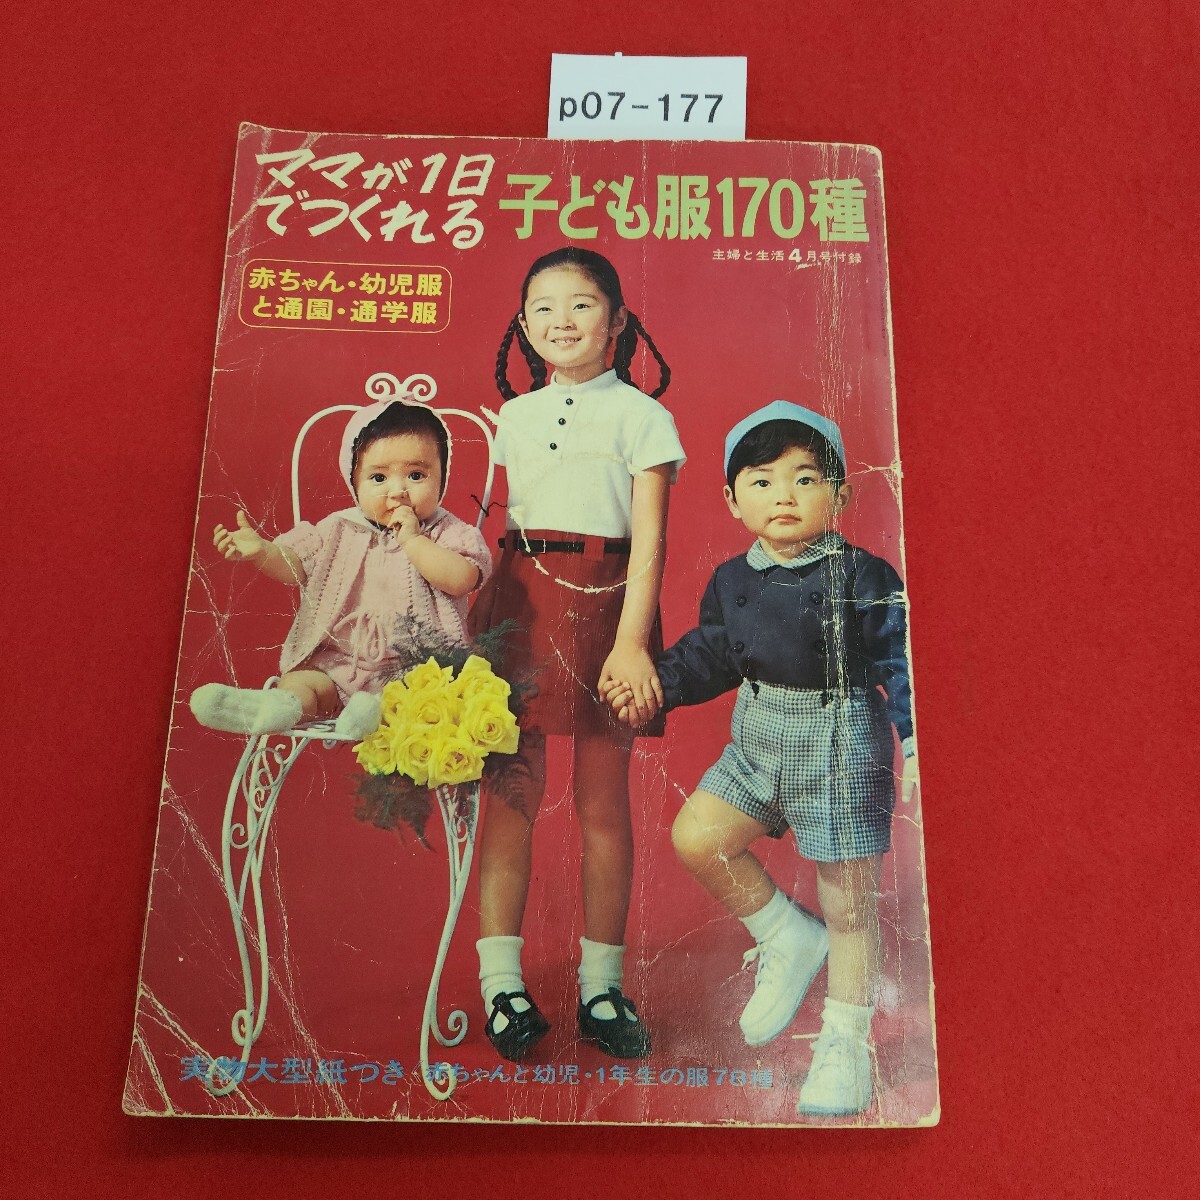 p07-177
ママが1日
でつくれる
子ども服170種
主婦と生活4月号付録
赤ちゃん・幼児服
と通園・通学服
実物大型紙つき 赤ちゃんと幼児・1年生の服78種